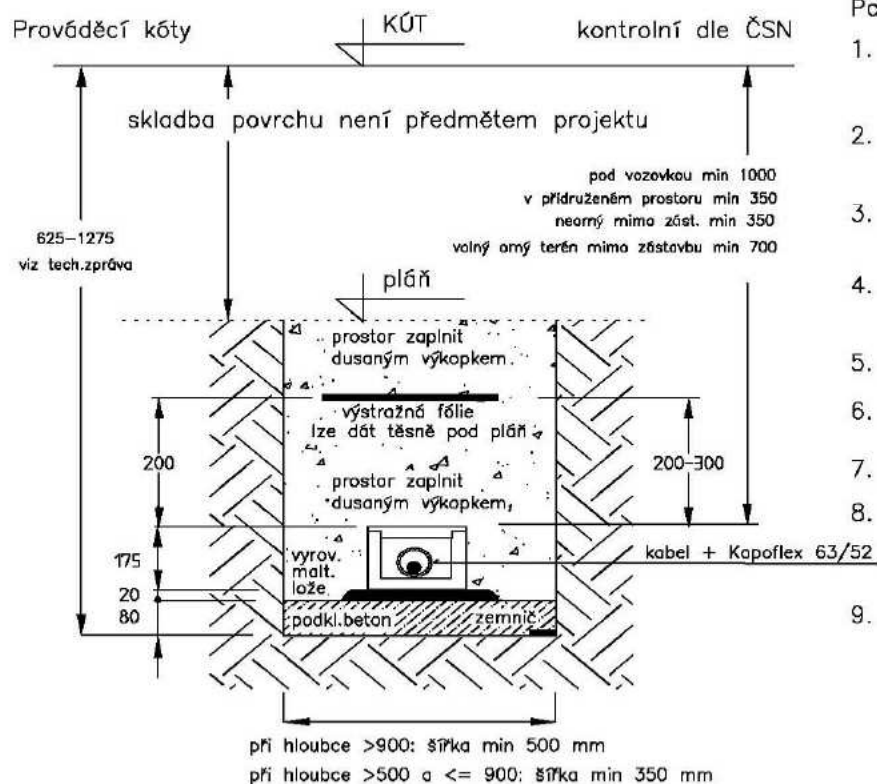 Prováděcí kóty
KÚT
kontrolní dle ČSN
skladba povrchu není předmětem projektu
pod vozovkou min 1000
v přidruženém prostoru min 350
neorný mimo zást. min 350
volný orný terén mimo zástavbu min 700
625-1275
viz tech.zpráva
pláň
prostor zaplnit
dusaným výkopkem
výstražná fólie
lze dát těsně pod pláň
200
200-300
prostor zaplnit
dusaným výkopkem
175
vyrov.
malt.
lože
kabel + Kopoflex 63/52
20
80
podkl.beton
zemnič
při hloubce >900: šířka min 500 mm
při hloubce >500 a <= 900: šířka min 350 mm
1.
2.
3.
4.
5.
6.
7.
8.
9.